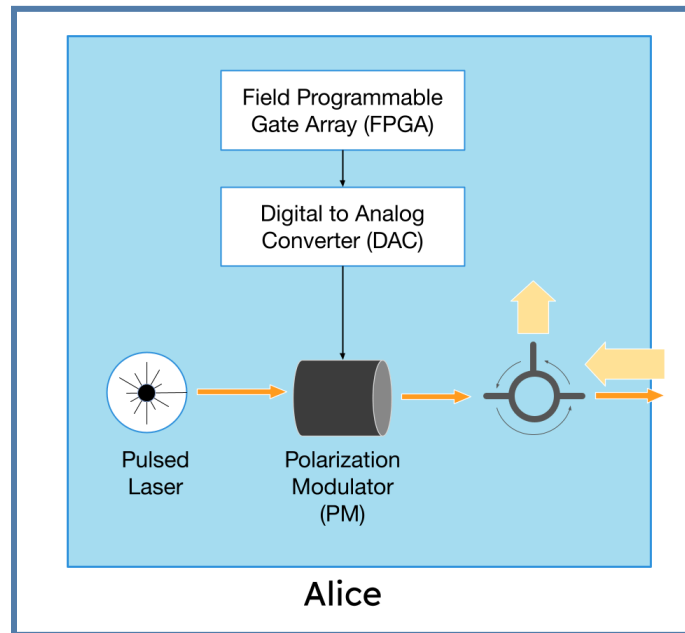 Field Programmable
Gate Array (FPGA)
Digital to Analog
Converter (DAC)
Pulsed
Laser
Polarization
Modulator
(PM)
Alice